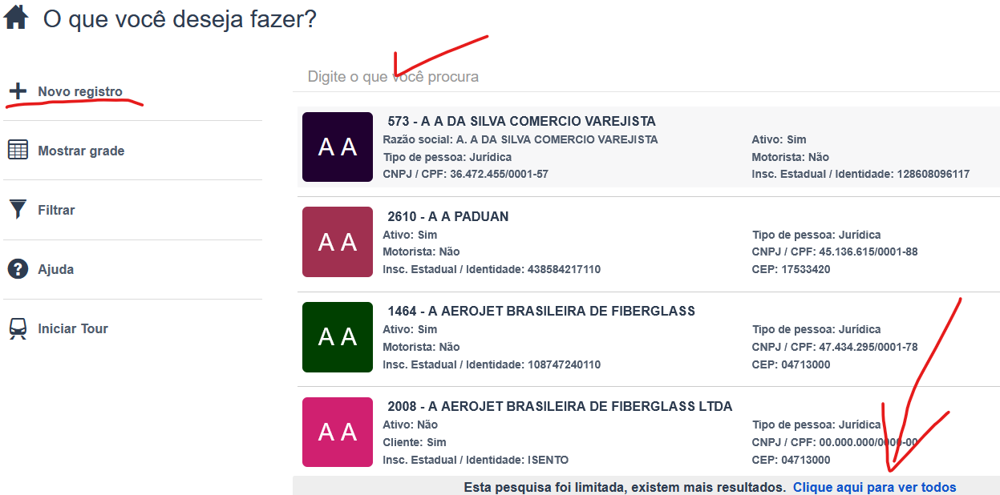 O que você deseja fazer?
Novo registro
Mostrar grade
Filtrar
Ajuda
Iniciar Tour
Digite o que você procura
A A
573 - A A DA SILVA COMERCIO VAREJISTA
Razão social: A. A DA SILVA COMERCIO VAREJISTA
Ativo: Sim
Tipo de pessoa: Jurídica
Motorista: Não
CNPJ / CPF: 36.472.455/0001-57
Insc. Estadual / Identidade: 128608096117
A A
2610 - A A PADUAN
Ativo: Sim
Tipo de pessoa: Jurídica
Motorista: Não
CNPJ / CPF: 45.136.615/0001-88
Insc. Estadual / Identidade: 438584217110
CEP: 17533420
A A
1464 - A AEROJET BRASILEIRA DE FIBERGLASS
Ativo: Sim
Tipo de pessoa: Jurídica
Motorista: Não
CNPJ / CPF: 47.434.295/0001-78
Insc. Estadual / Identidade: 108747240110
CEP: 04713000
A A
2008 - A AEROJET BRASILEIRA DE FIBERGLASS LTDA
Ativo: Não
Tipo de pessoa: Jurídica
Cliente: Sim
CNPJ / CPF: 00.000.000/0000-00
Insc. Estadual / Identidade: ISENTO
CEP: 04713000
Esta pesquisa foi limitada, existem mais resultados. Clique aqui para ver todos